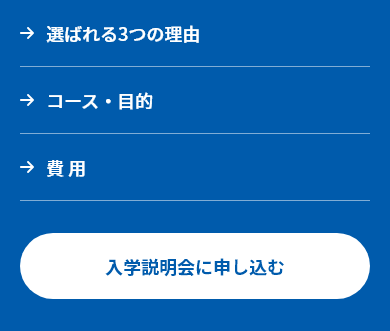 選ばれる3つの理由
コース・目的
費 用
入学説明会に申し込む